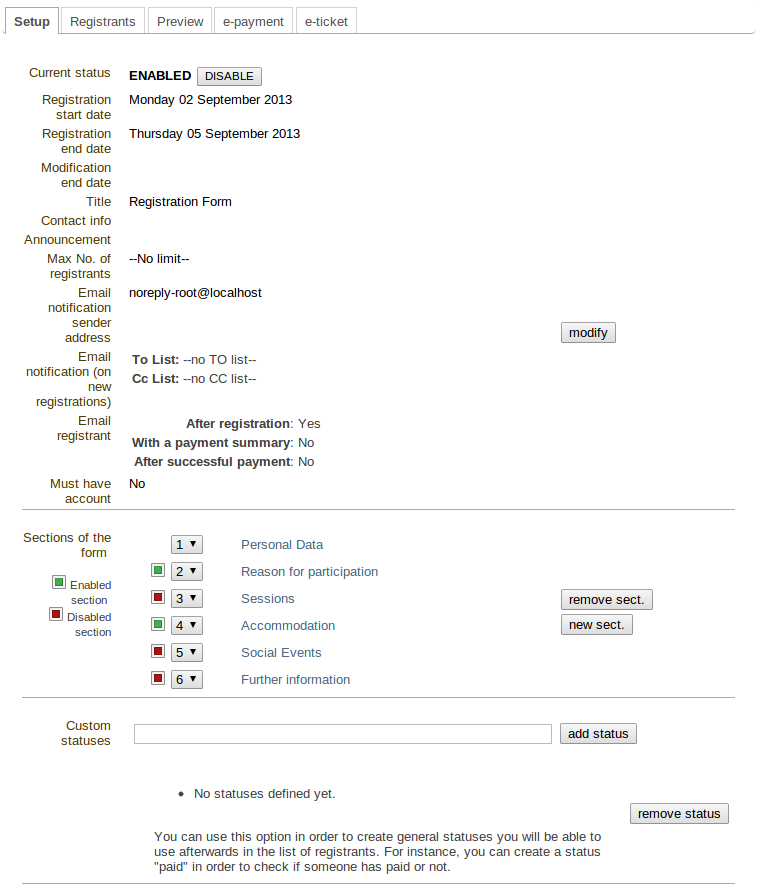 Setup Registrants Preview e-payment e-ticket
Current status ENABLED DISABLE
Registration start date Monday 02 September 2013
Registration end date Thursday 05 September 2013
Modification end date
Title Registration Form
Contact info
Announcement
Max No. of registrants --No limit--
Email notification sender address noreply-root@localhost
modify
Email notification (on new registrations) To List: --no TO list--
Cc List: --no CC list--
Email registrant After registration: Yes
With a payment summary: No
After successful payment: No
Must have account No
Sections of the form
Enabled section
Disabled section
1 Personal Data
2 Reason for participation
3 Sessions
remove sect.
4 Accommodation
new sect.
5 Social Events
6 Further information
Custom statuses
add status
No statuses defined yet.
remove status
You can use this option in order to create general statuses you will be able to
use afterwards in the list of registrants. For instance, you can create a status
"paid" in order to check if someone has paid or not.